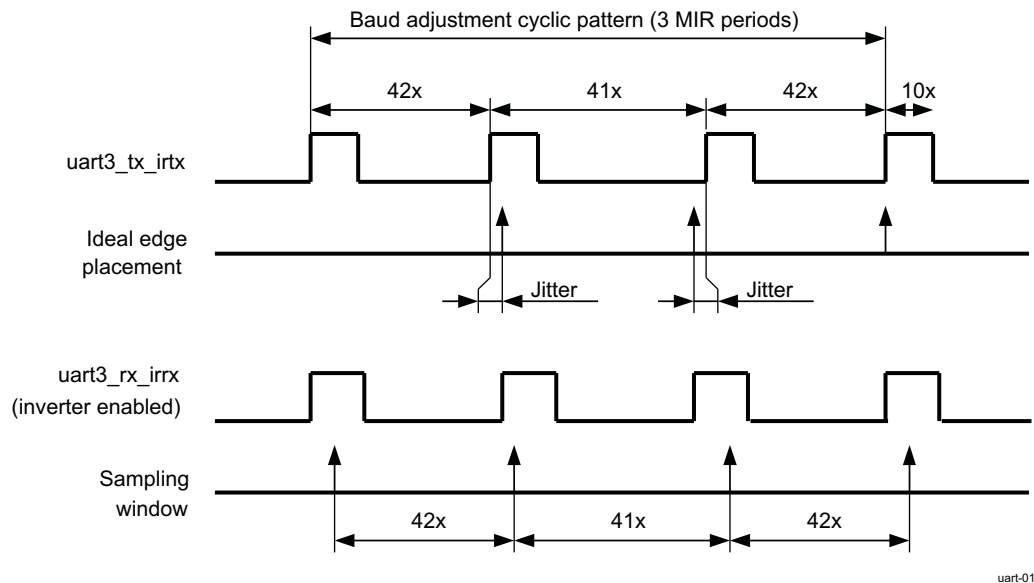 Baud adjustment cyclic pattern (3 MIR periods)
42x 41x 42x 10x
uart3_tx_irtx
Ideal edge
placement
Jitter Jitter
uart3_rx_irrx
(inverter enabled)
Sampling
window
42x 41x 42x
uart-01